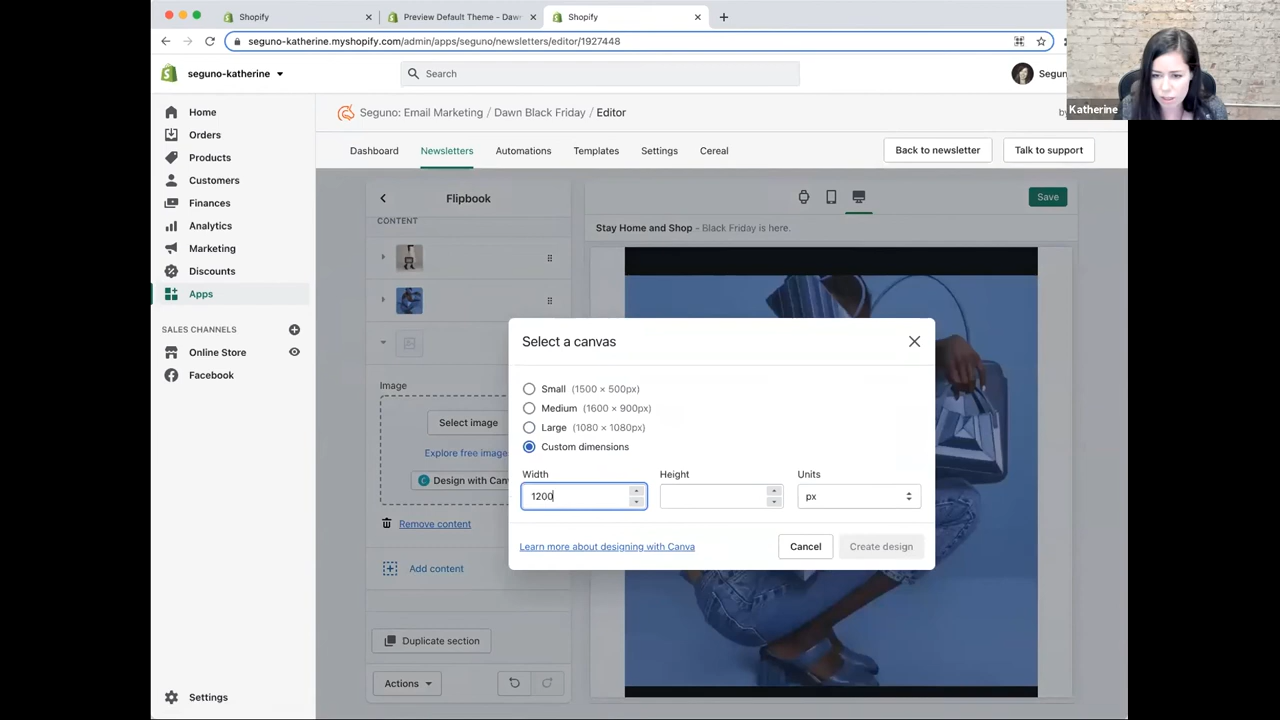 Shopify
Preview Default Theme - Dawn
Shopify
seguno-katherine.myshopify.com/admin/apps/seguno/newsletters/editor/1927448
Katherine
seguno-katherine
Search
Segun
Home
Orders
Products
Customers
Finances
Analytics
Marketing
Discounts
Apps
SALES CHANNELS
Online Store
Facebook
Settings
Seguno: Email Marketing / Dawn Black Friday / Editor
by
Dashboard
Newsletters
Automations
Templates
Settings
Cereal
Back to newsletter
Talk to support
Flipbook
CONTENT
Image
Select image
Explore free image
Design with Can
Remove content
Add content
Duplicate section
Actions
Save
Stay Home and Shop - Black Friday is here.
Select a canvas
Small (1500 × 500px)
Medium (1600 × 900px)
Large (1080 × 1080px)
Custom dimensions
Width
Height
Units
1200
px
Learn more about designing with Canva
Cancel
Create design